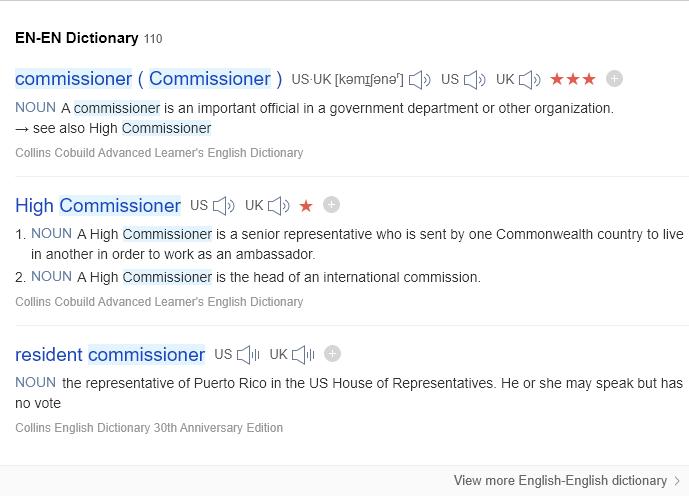 EN-EN Dictionary 110
commissioner ( Commissioner ) US·UK [kəmɪʃənəʳ] US UK ★★★
NOUN A commissioner is an important official in a government department or other organization.
→ see also High Commissioner
Collins Cobuild Advanced Learner's English Dictionary
High Commissioner US UK ★
1. NOUN A High Commissioner is a senior representative who is sent by one Commonwealth country to live
in another in order to work as an ambassador.
2. NOUN A High Commissioner is the head of an international commission.
Collins Cobuild Advanced Learner's English Dictionary
resident commissioner US UK
NOUN the representative of Puerto Rico in the US House of Representatives. He or she may speak but has
no vote
Collins English Dictionary 30th Anniversary Edition
View more English-English dictionary >